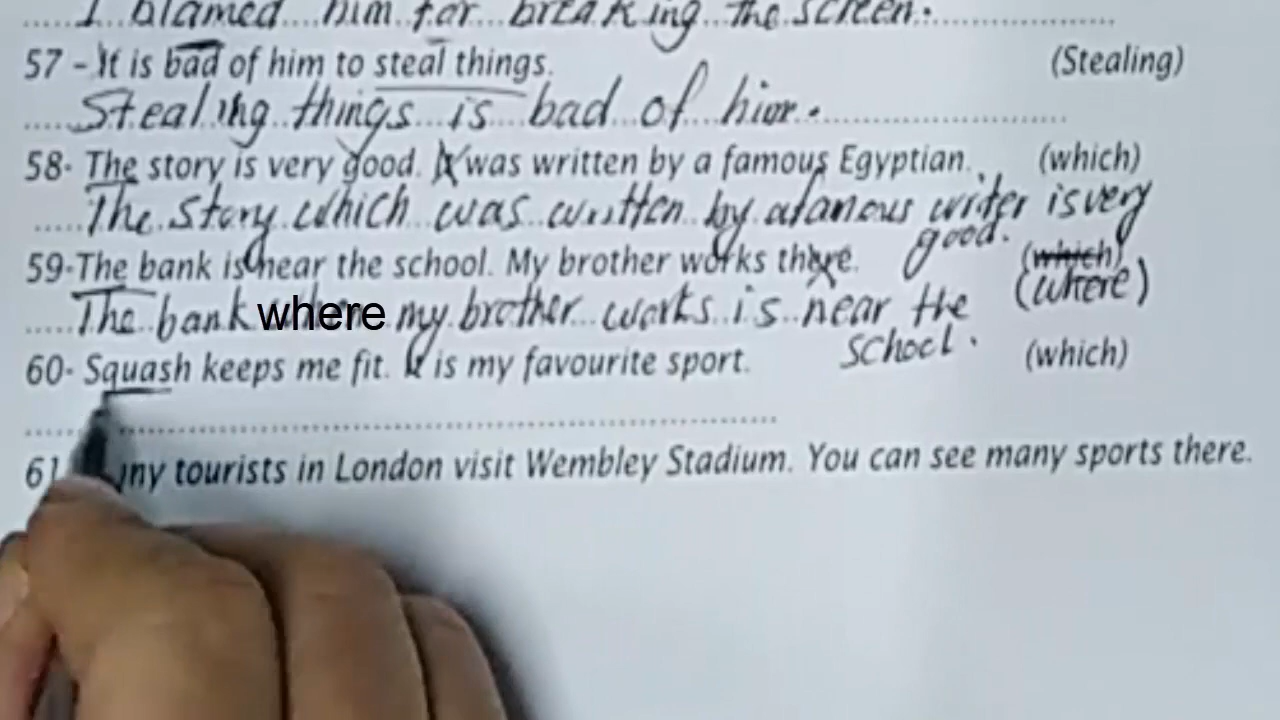 I blamed him for breaking the screen.
57 - It is bad of him to steal things. (Stealing)
Stealing things is bad of him.
58- The story is very good. It was written by a famous Egyptian. (which)
The story which was written by a famous writer is very
good.
59-The bank is near the school. My brother works there. (which)
(where)
The bank where my brother works is near the
school.
60- Squash keeps me fit. It is my favourite sport. (which)
61 tourists in London visit Wembley Stadium. You can see many sports there.